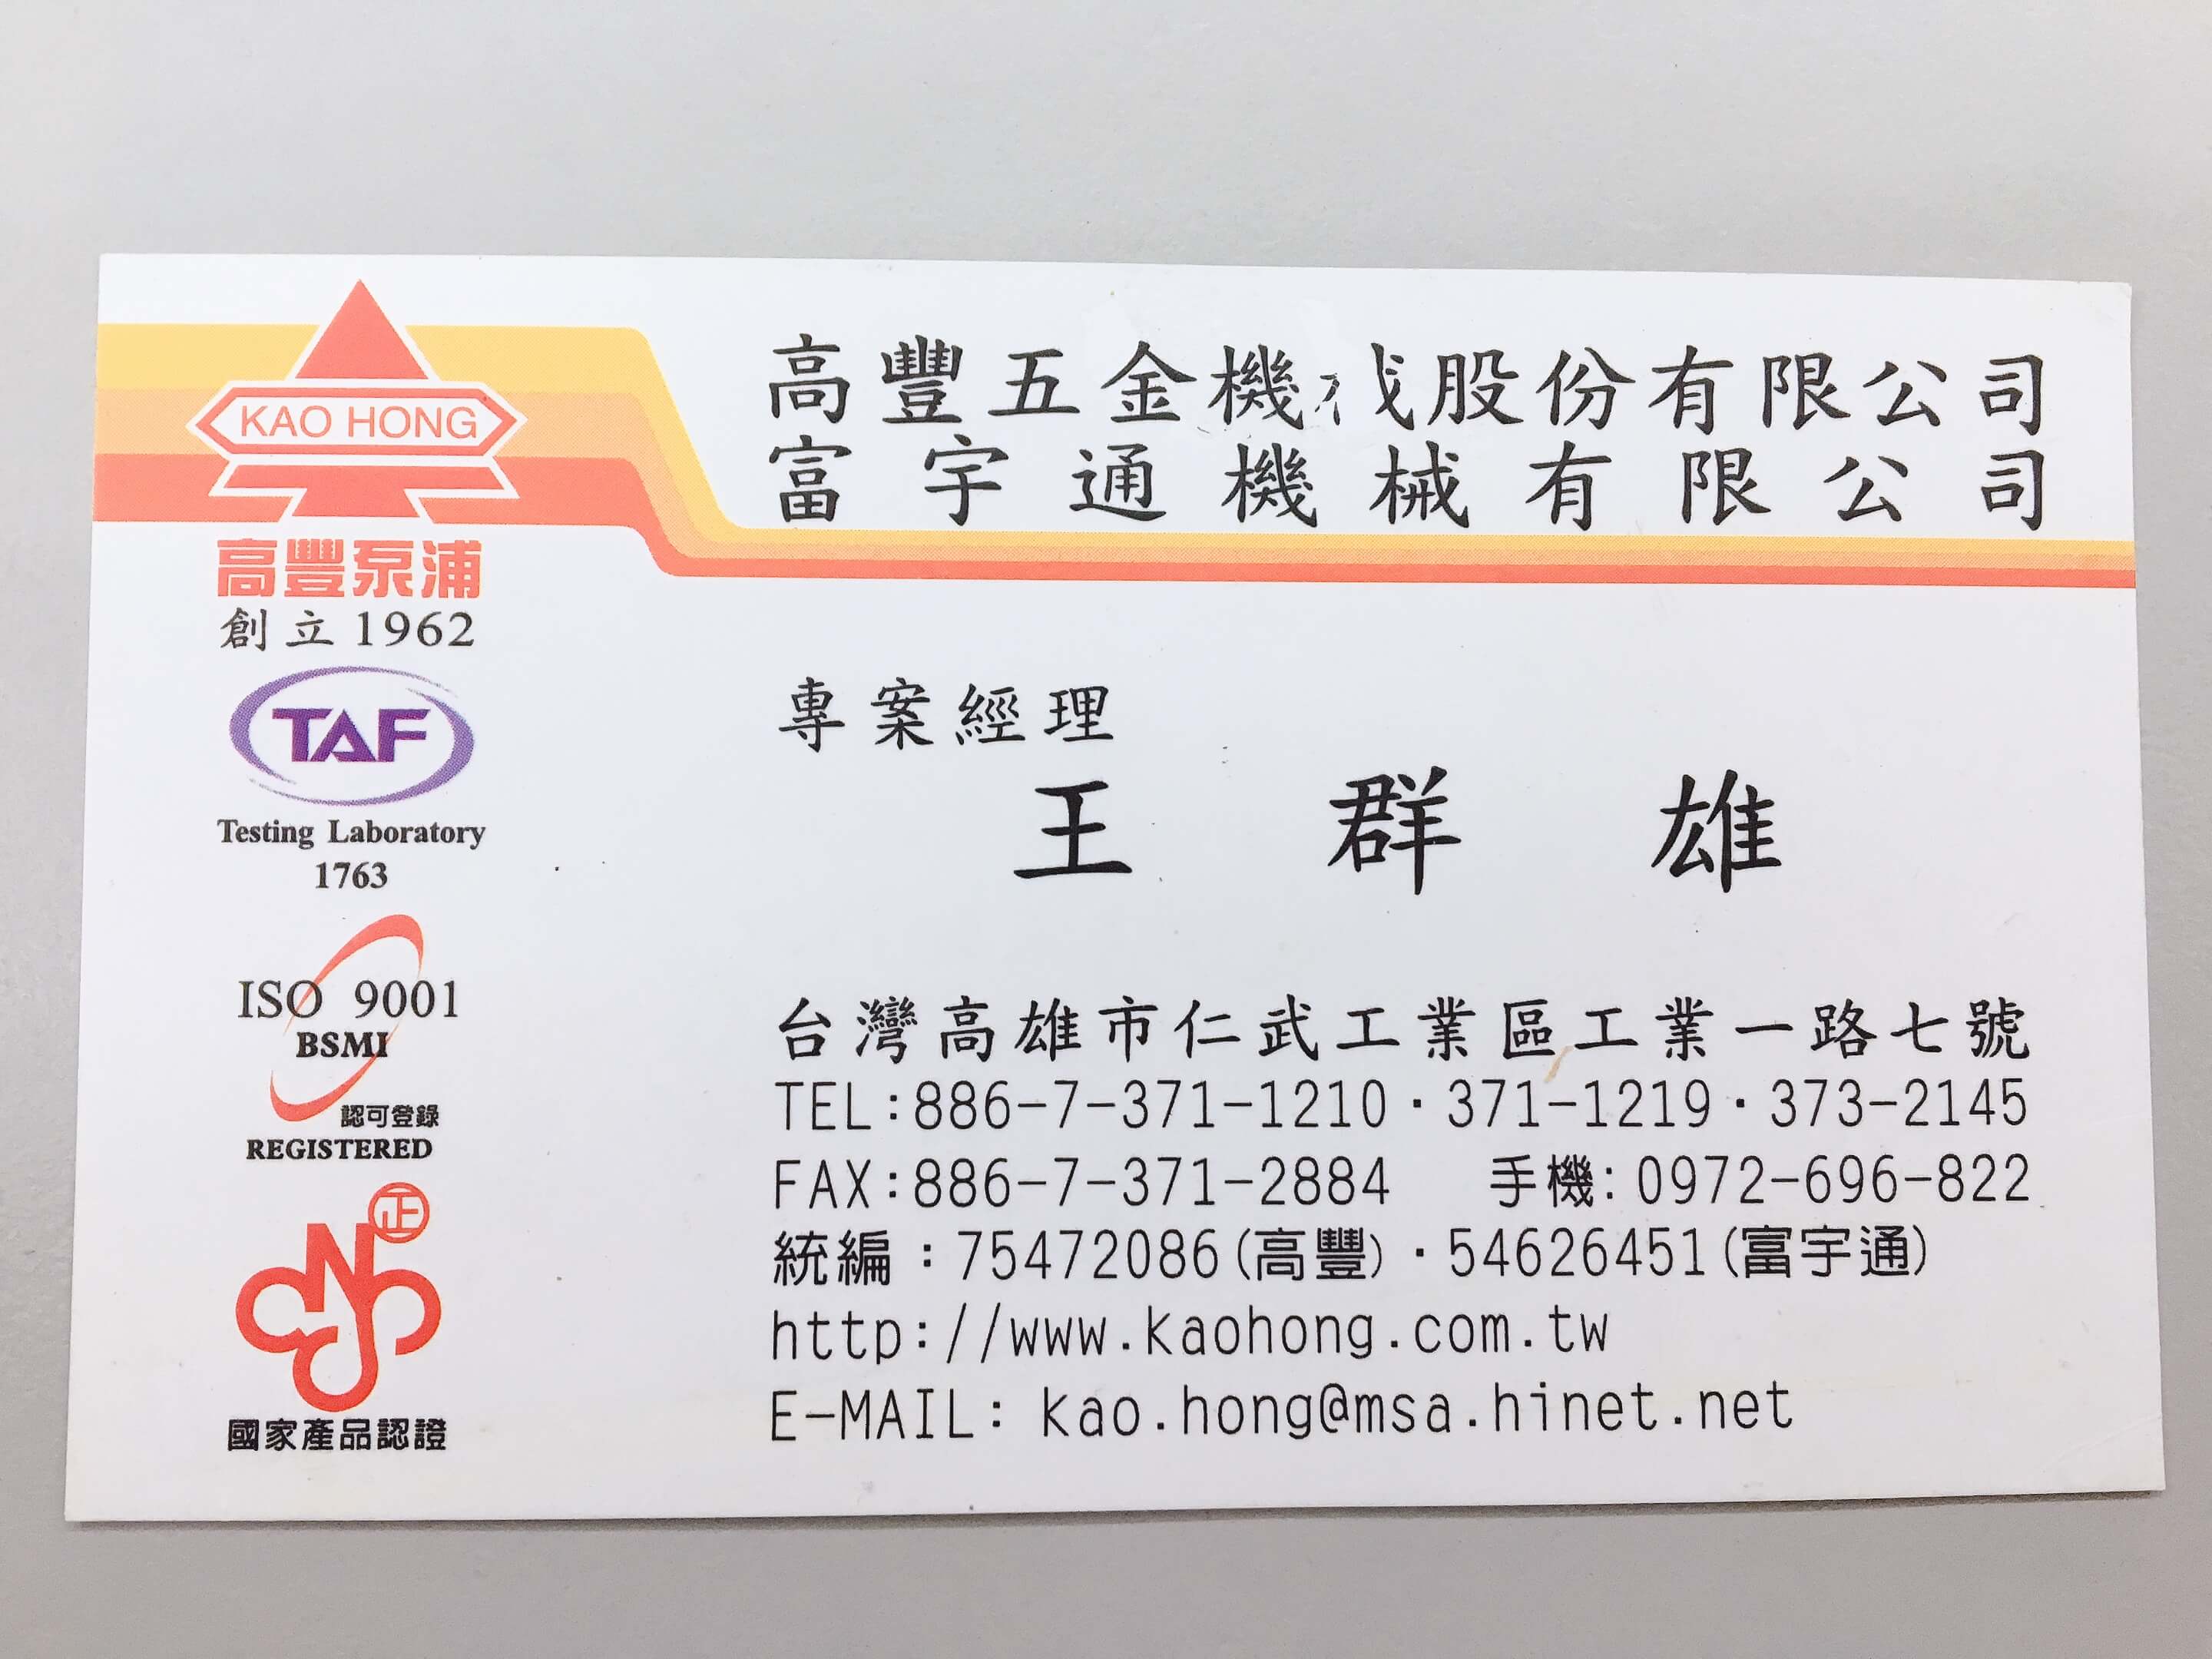 KAO HONG
高豐泵浦
創立1962
TAF
Testing Laboratory
1763
ISO 9001
BSMI
認可登錄
REGISTERED
正
國家產品認證
高豐五金機械股份有限公司
富宇通機械有限公司
專案經理
王群雄
台灣高雄市仁武工業區工業一路七號
TEL:886-7-371-1210·371-1219·373-2145
FAX:886-7-371-2884 手機:0972-696-822
統編:75472086(高豐)·54626451(富宇通)
http://www.kaohong.com.tw
E-MAIL: kao.hong@msa.hinet.net